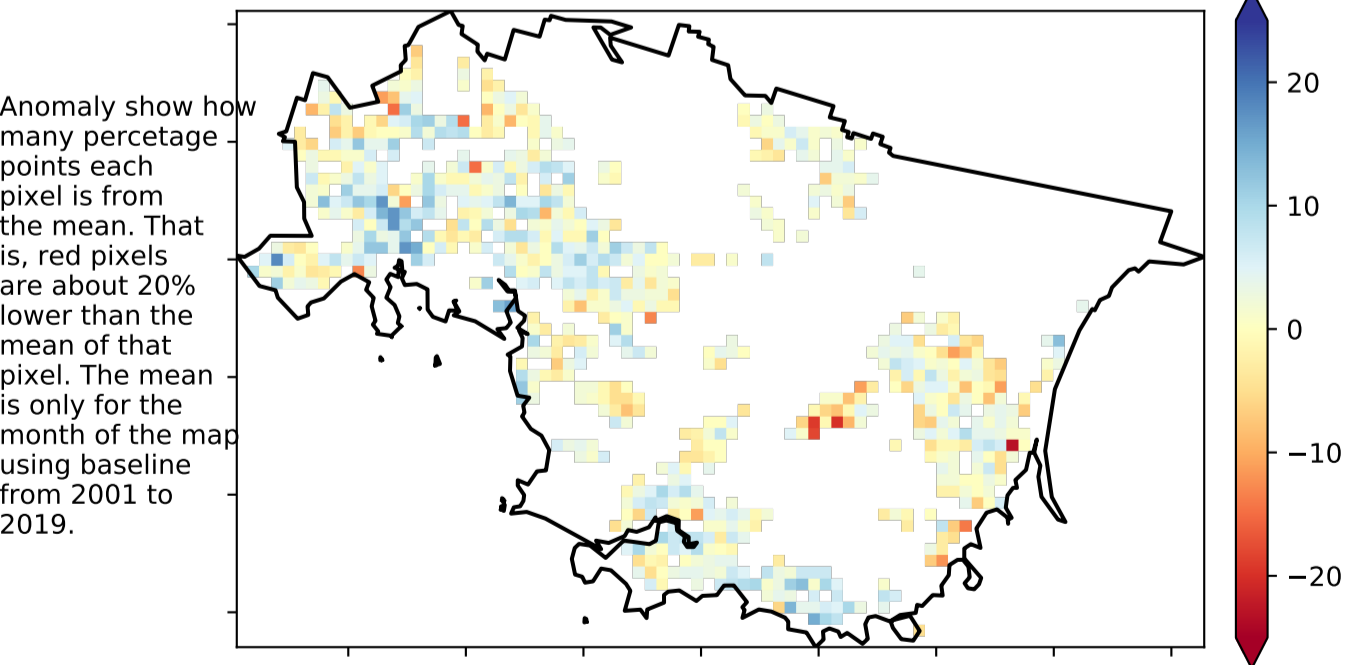 Anomaly show how
many percetage
points each
pixel is from
the mean. That
is, red pixels
are about 20%
lower than the
mean of that
pixel. The mean
is only for the
month of the map
using baseline
from 2001 to
2019.
20
10
0
−10
−20